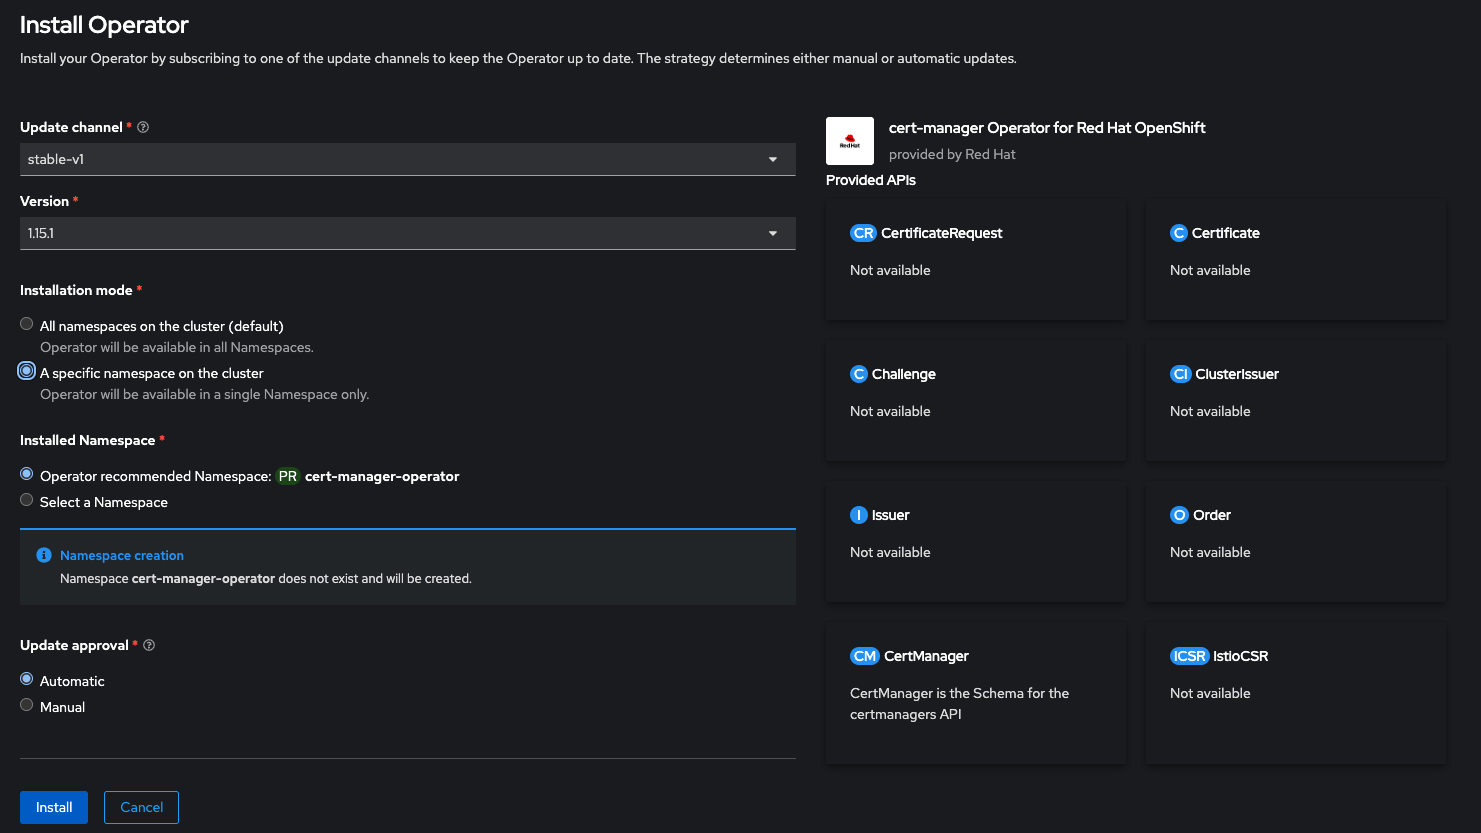 Install Operator
Install your Operator by subscribing to one of the update channels to keep the Operator up to date. The strategy determines either manual or automatic updates.
Update channel *
stable-v1
Version *
1.15.1
Installation mode *
All namespaces on the cluster (default)
Operator will be available in all Namespaces.
A specific namespace on the cluster
Operator will be available in a single Namespace only.
Installed Namespace *
Operator recommended Namespace: PR cert-manager-operator
Select a Namespace
Namespace creation
Namespace cert-manager-operator does not exist and will be created.
Update approval *
Automatic
Manual
Install
Cancel
Red Hat
cert-manager Operator for Red Hat OpenShift
provided by Red Hat
Provided APIs
CR CertificateRequest
Not available
C Certificate
Not available
C Challenge
Not available
CI ClusterIssuer
Not available
I Issuer
Not available
O Order
Not available
CM CertManager
CertManager is the Schema for the
certmanagers API
ICSR IstioCSR
Not available